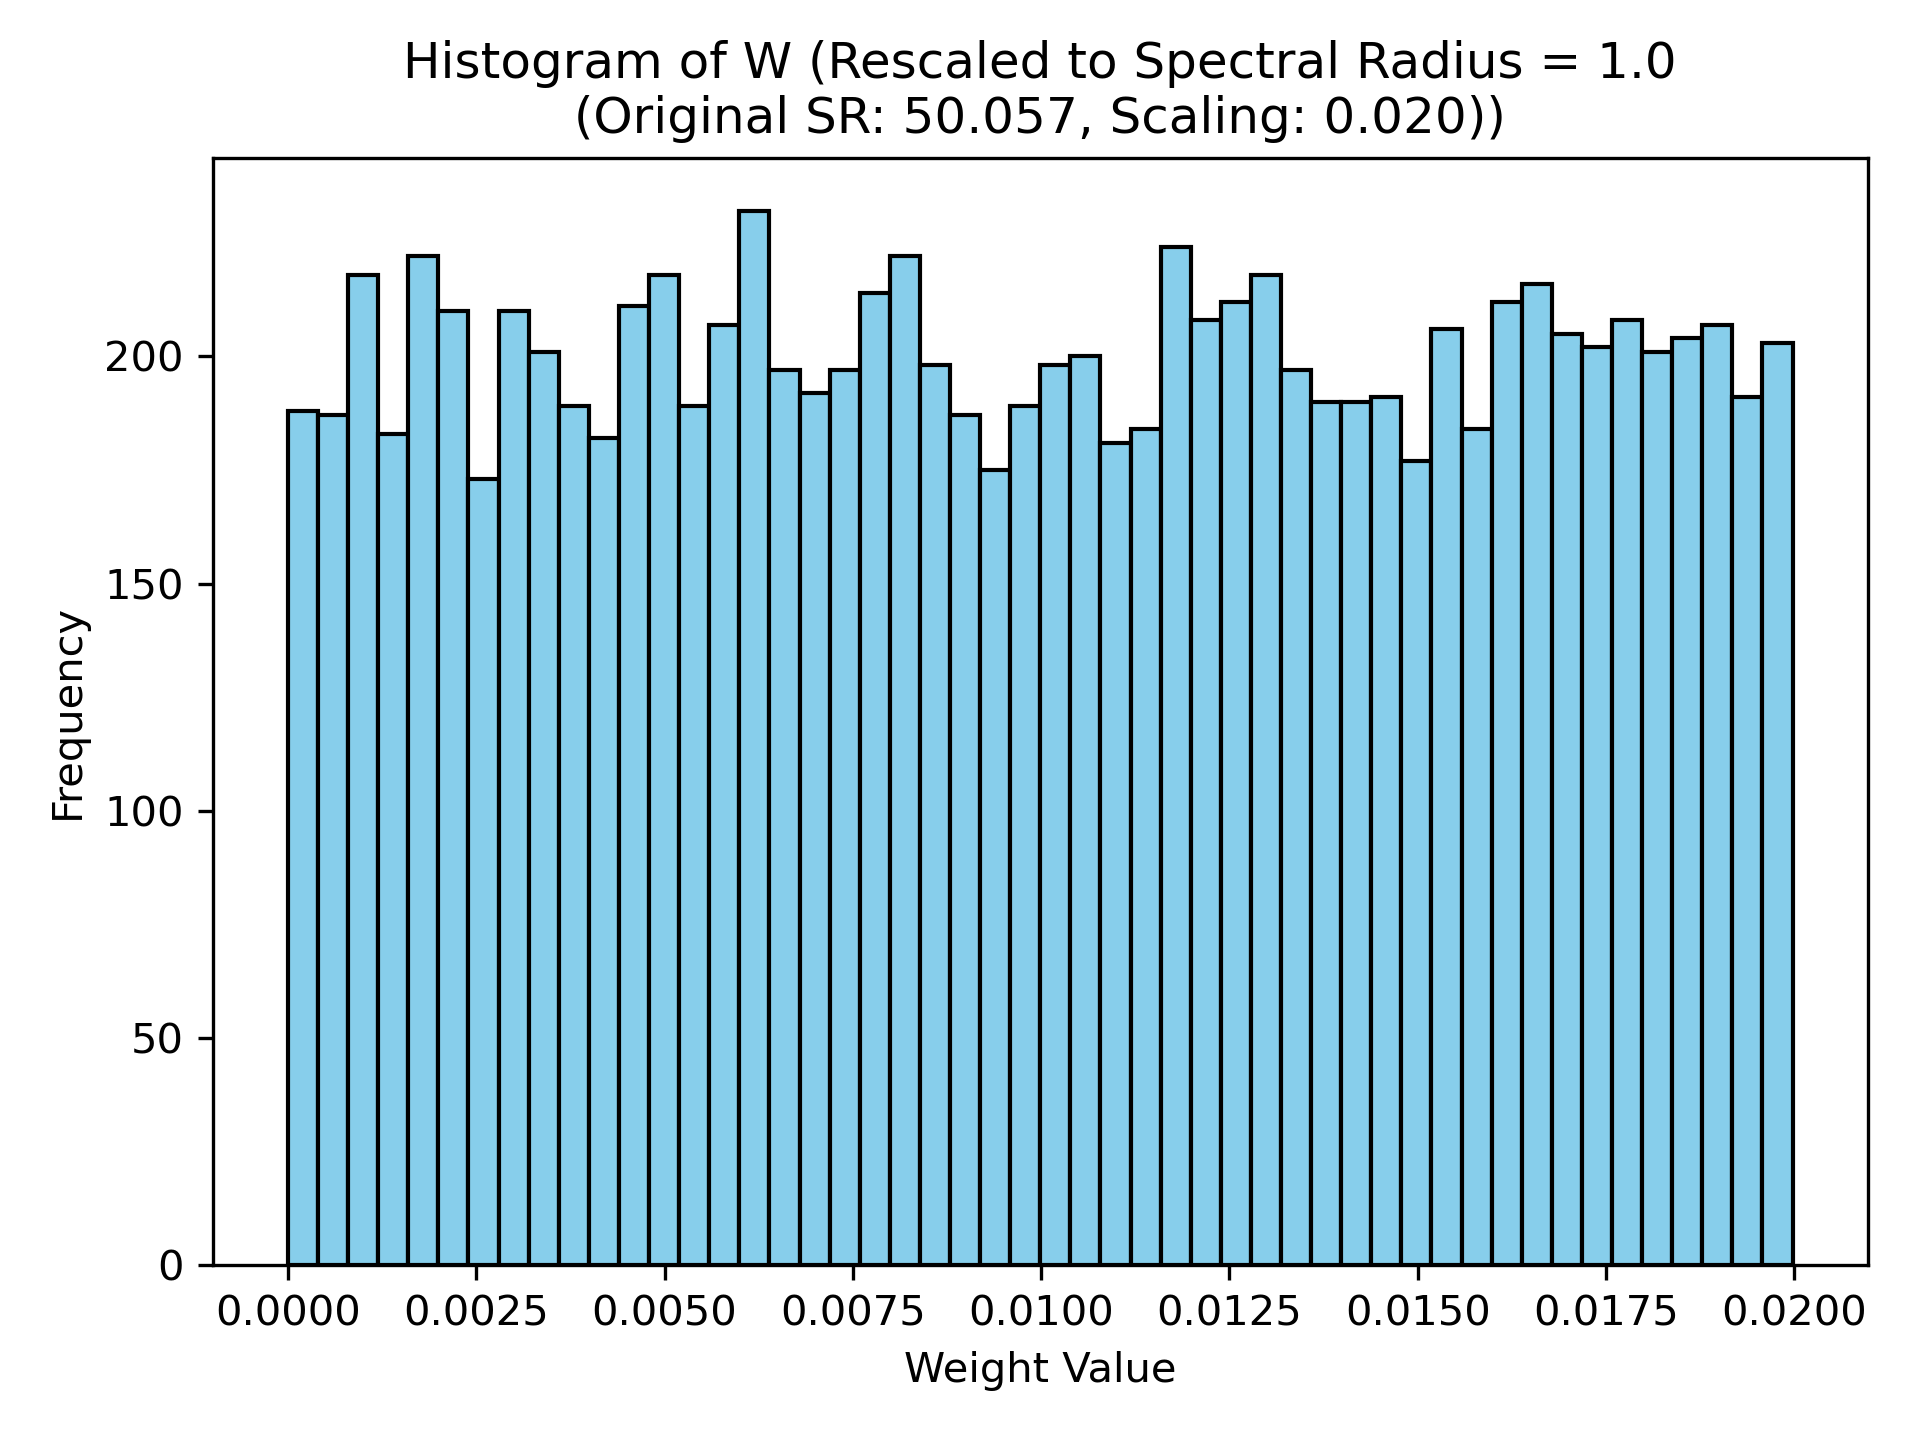 Histogram of W (Rescaled to Spectral Radius = 1.0
(Original SR: 50.057, Scaling: 0.020))
Frequency
200
150
100
50
0
0.0000 0.0025 0.0050 0.0075 0.0100 0.0125 0.0150 0.0175 0.0200
Weight Value